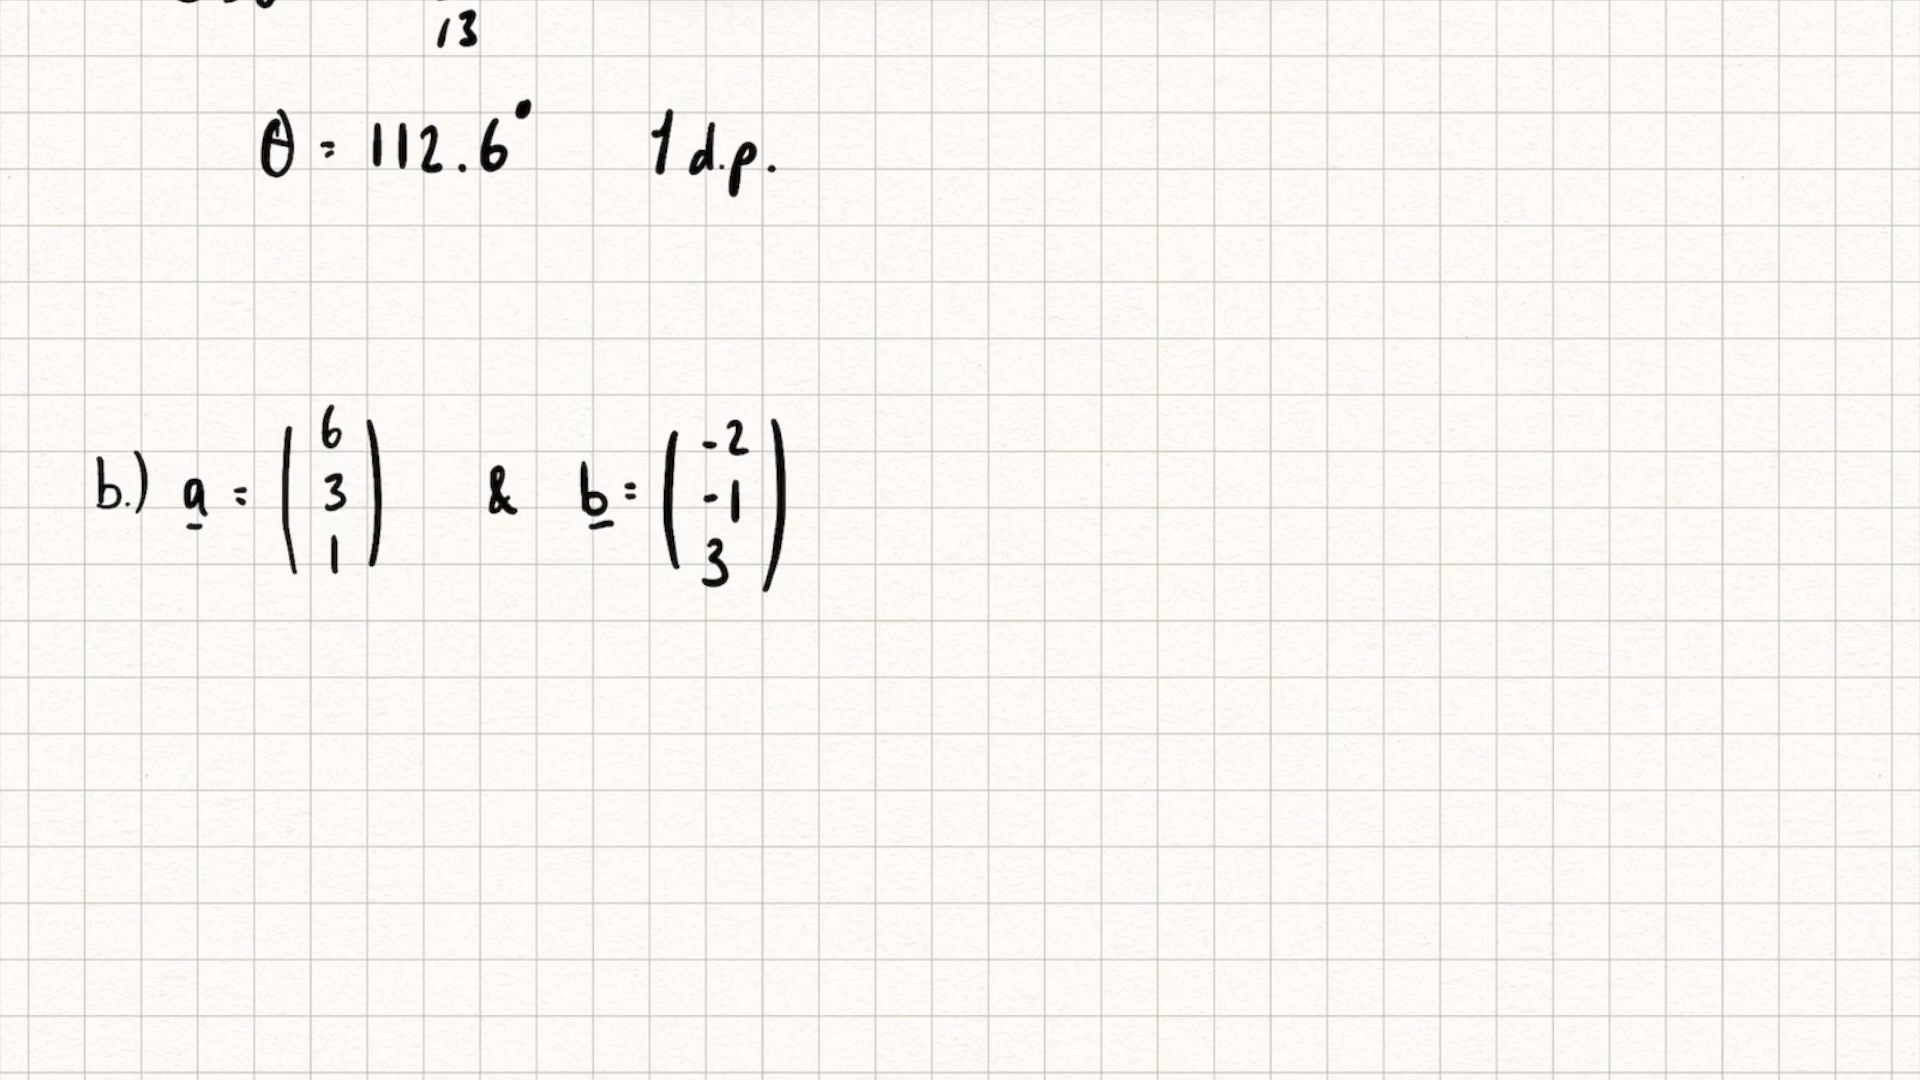 13
θ = 112.6° 1 d.p.
b.) a = ( 6 3 1 ) & b = ( -2 -1 3 )